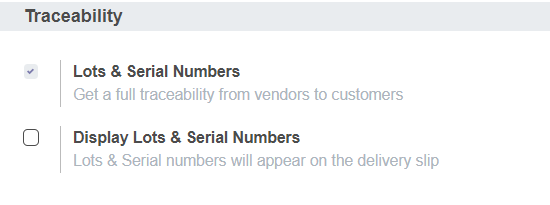 Traceability
Lots & Serial Numbers
Get a full traceability from vendors to customers
Display Lots & Serial Numbers
Lots & Serial numbers will appear on the delivery slip